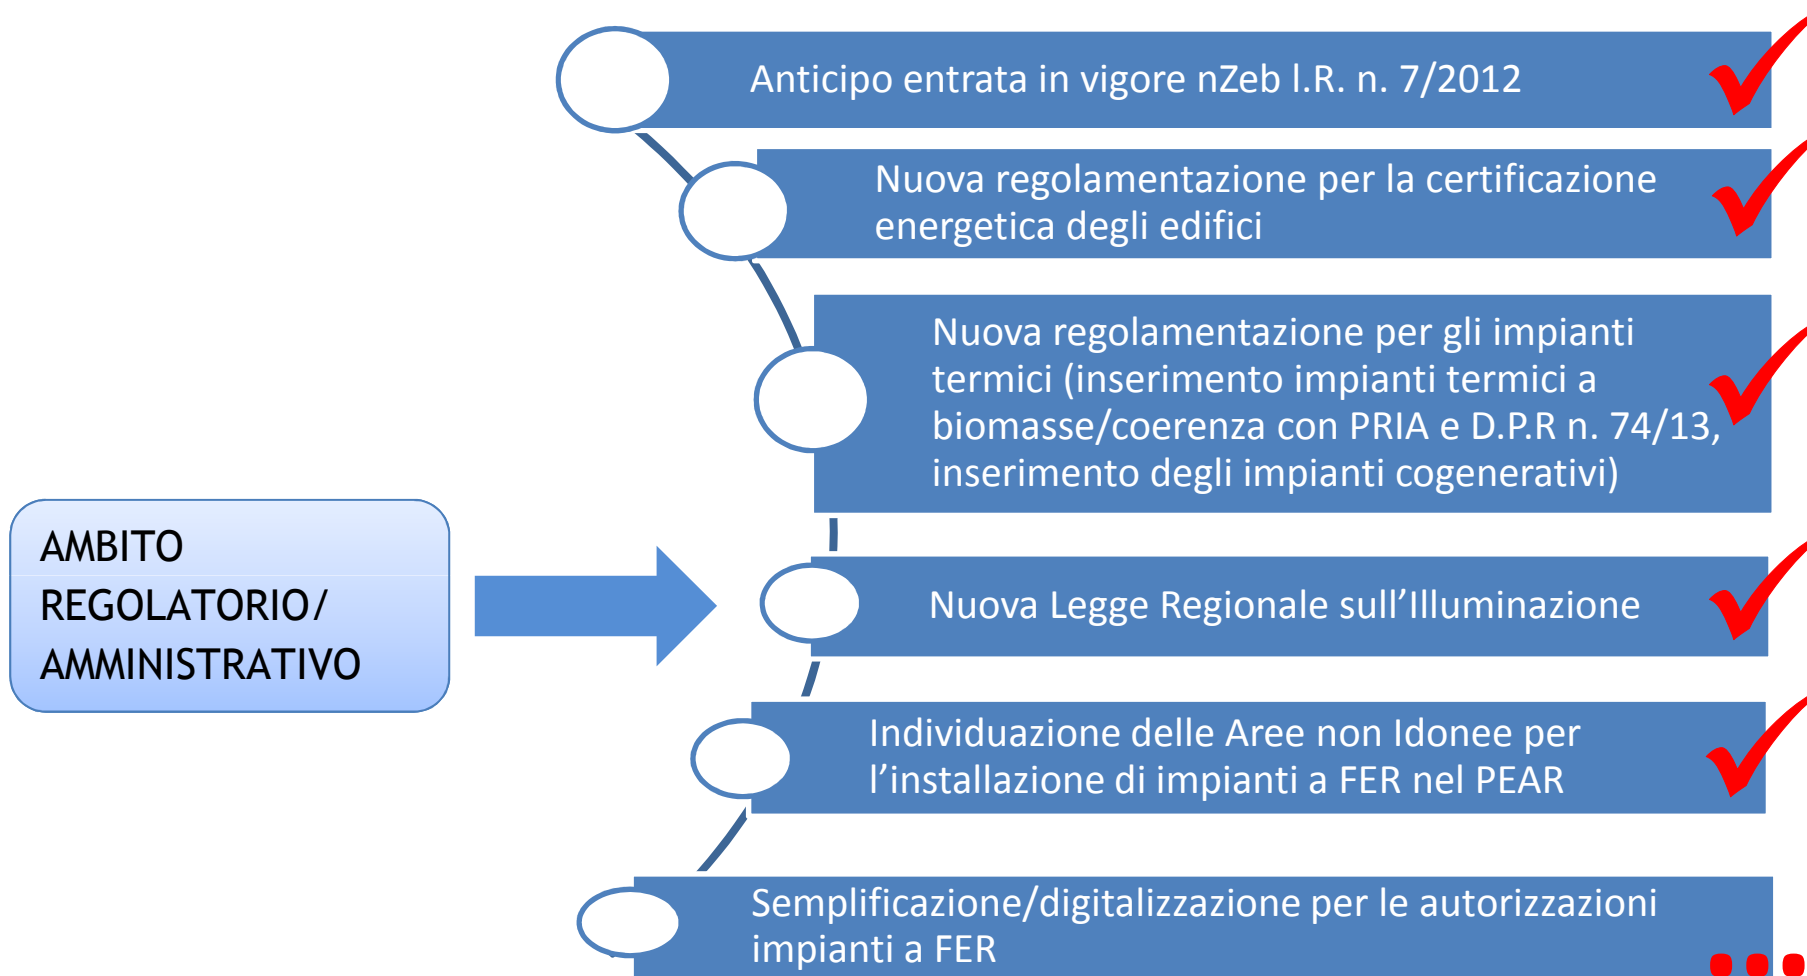 Anticipo entrata in vigore nZeb l.R. n. 7/2012
Nuova regolamentazione per la certificazione
energetica degli edifici
Nuova regolamentazione per gli impianti
termici (inserimento impianti termici a
biomasse/coerenza con PRIA e D.P.R n. 74/13,
inserimento degli impianti cogenerativi)
AMBITO
REGOLATORIO/
AMMINISTRATIVO
Nuova Legge Regionale sull’Illuminazione
Individuazione delle Aree non Idonee per
l’installazione di impianti a FER nel PEAR
Semplificazione/digitalizzazione per le autorizzazioni
impianti a FER
...